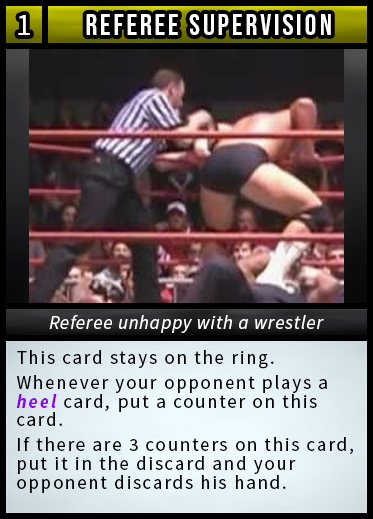 1 REFEREE SUPERVISION
Referee unhappy with a wrestler
This card stays on the ring.
Whenever your opponent plays a
heel card, put a counter on this
card.
If there are 3 counters on this card,
put it in the discard and your
opponent discards his hand.